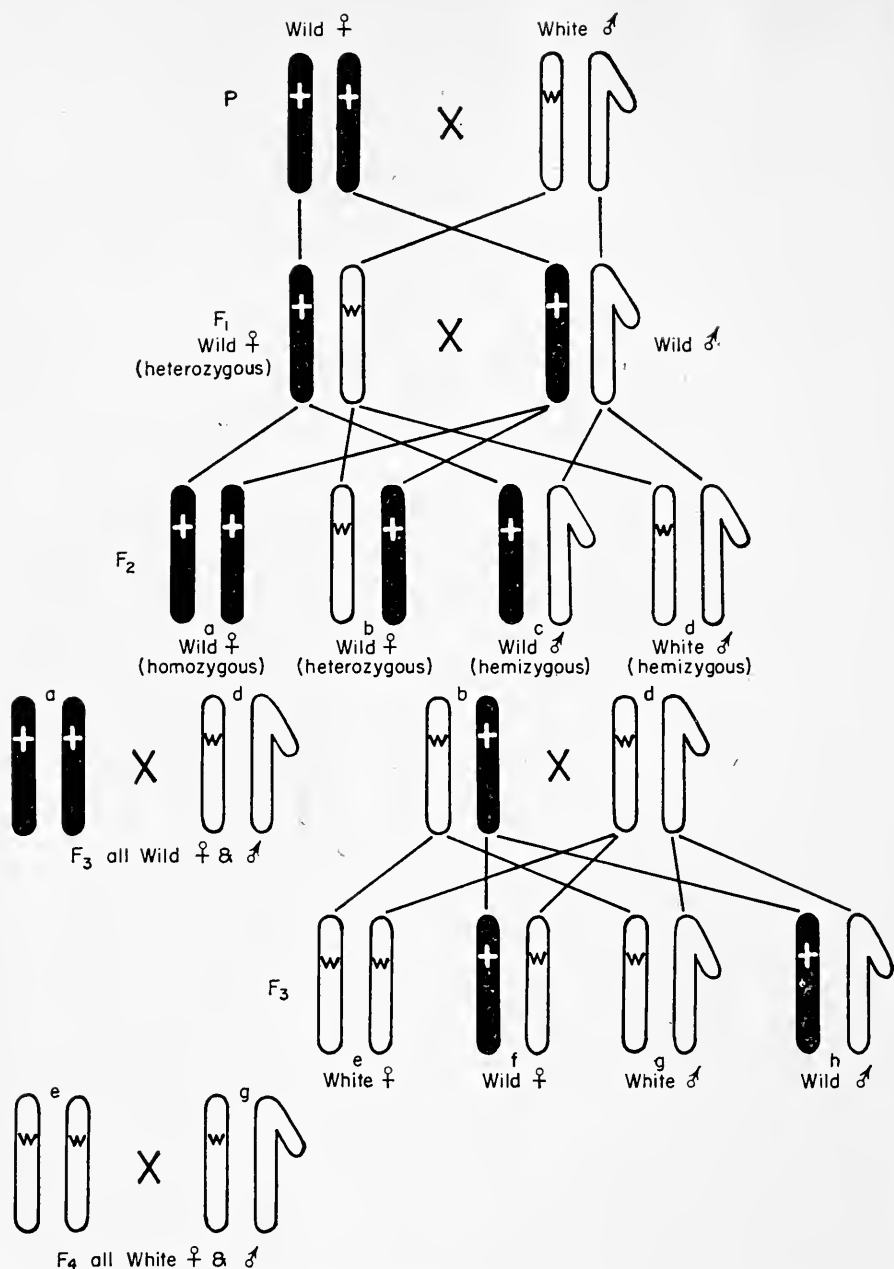 Wild ♀ White ♂
+ + w
P X
+ w + 
F₁ X Wild ♂
Wild ♀
(heterozygous)
+ + w + + w
F₂
a b c d
Wild ♀ Wild ♀ Wild ♂ White ♂
(homozygous) (heterozygous) (hemizygous) (hemizygous)
a d b d
+ + X w w + X w
F₃ all Wild ♀ & ♂
w w + w w +
F₃
e f g h
White ♀ Wild ♀ White ♂ Wild ♂
e g
w w X w
F₄ all White ♀ & ♂